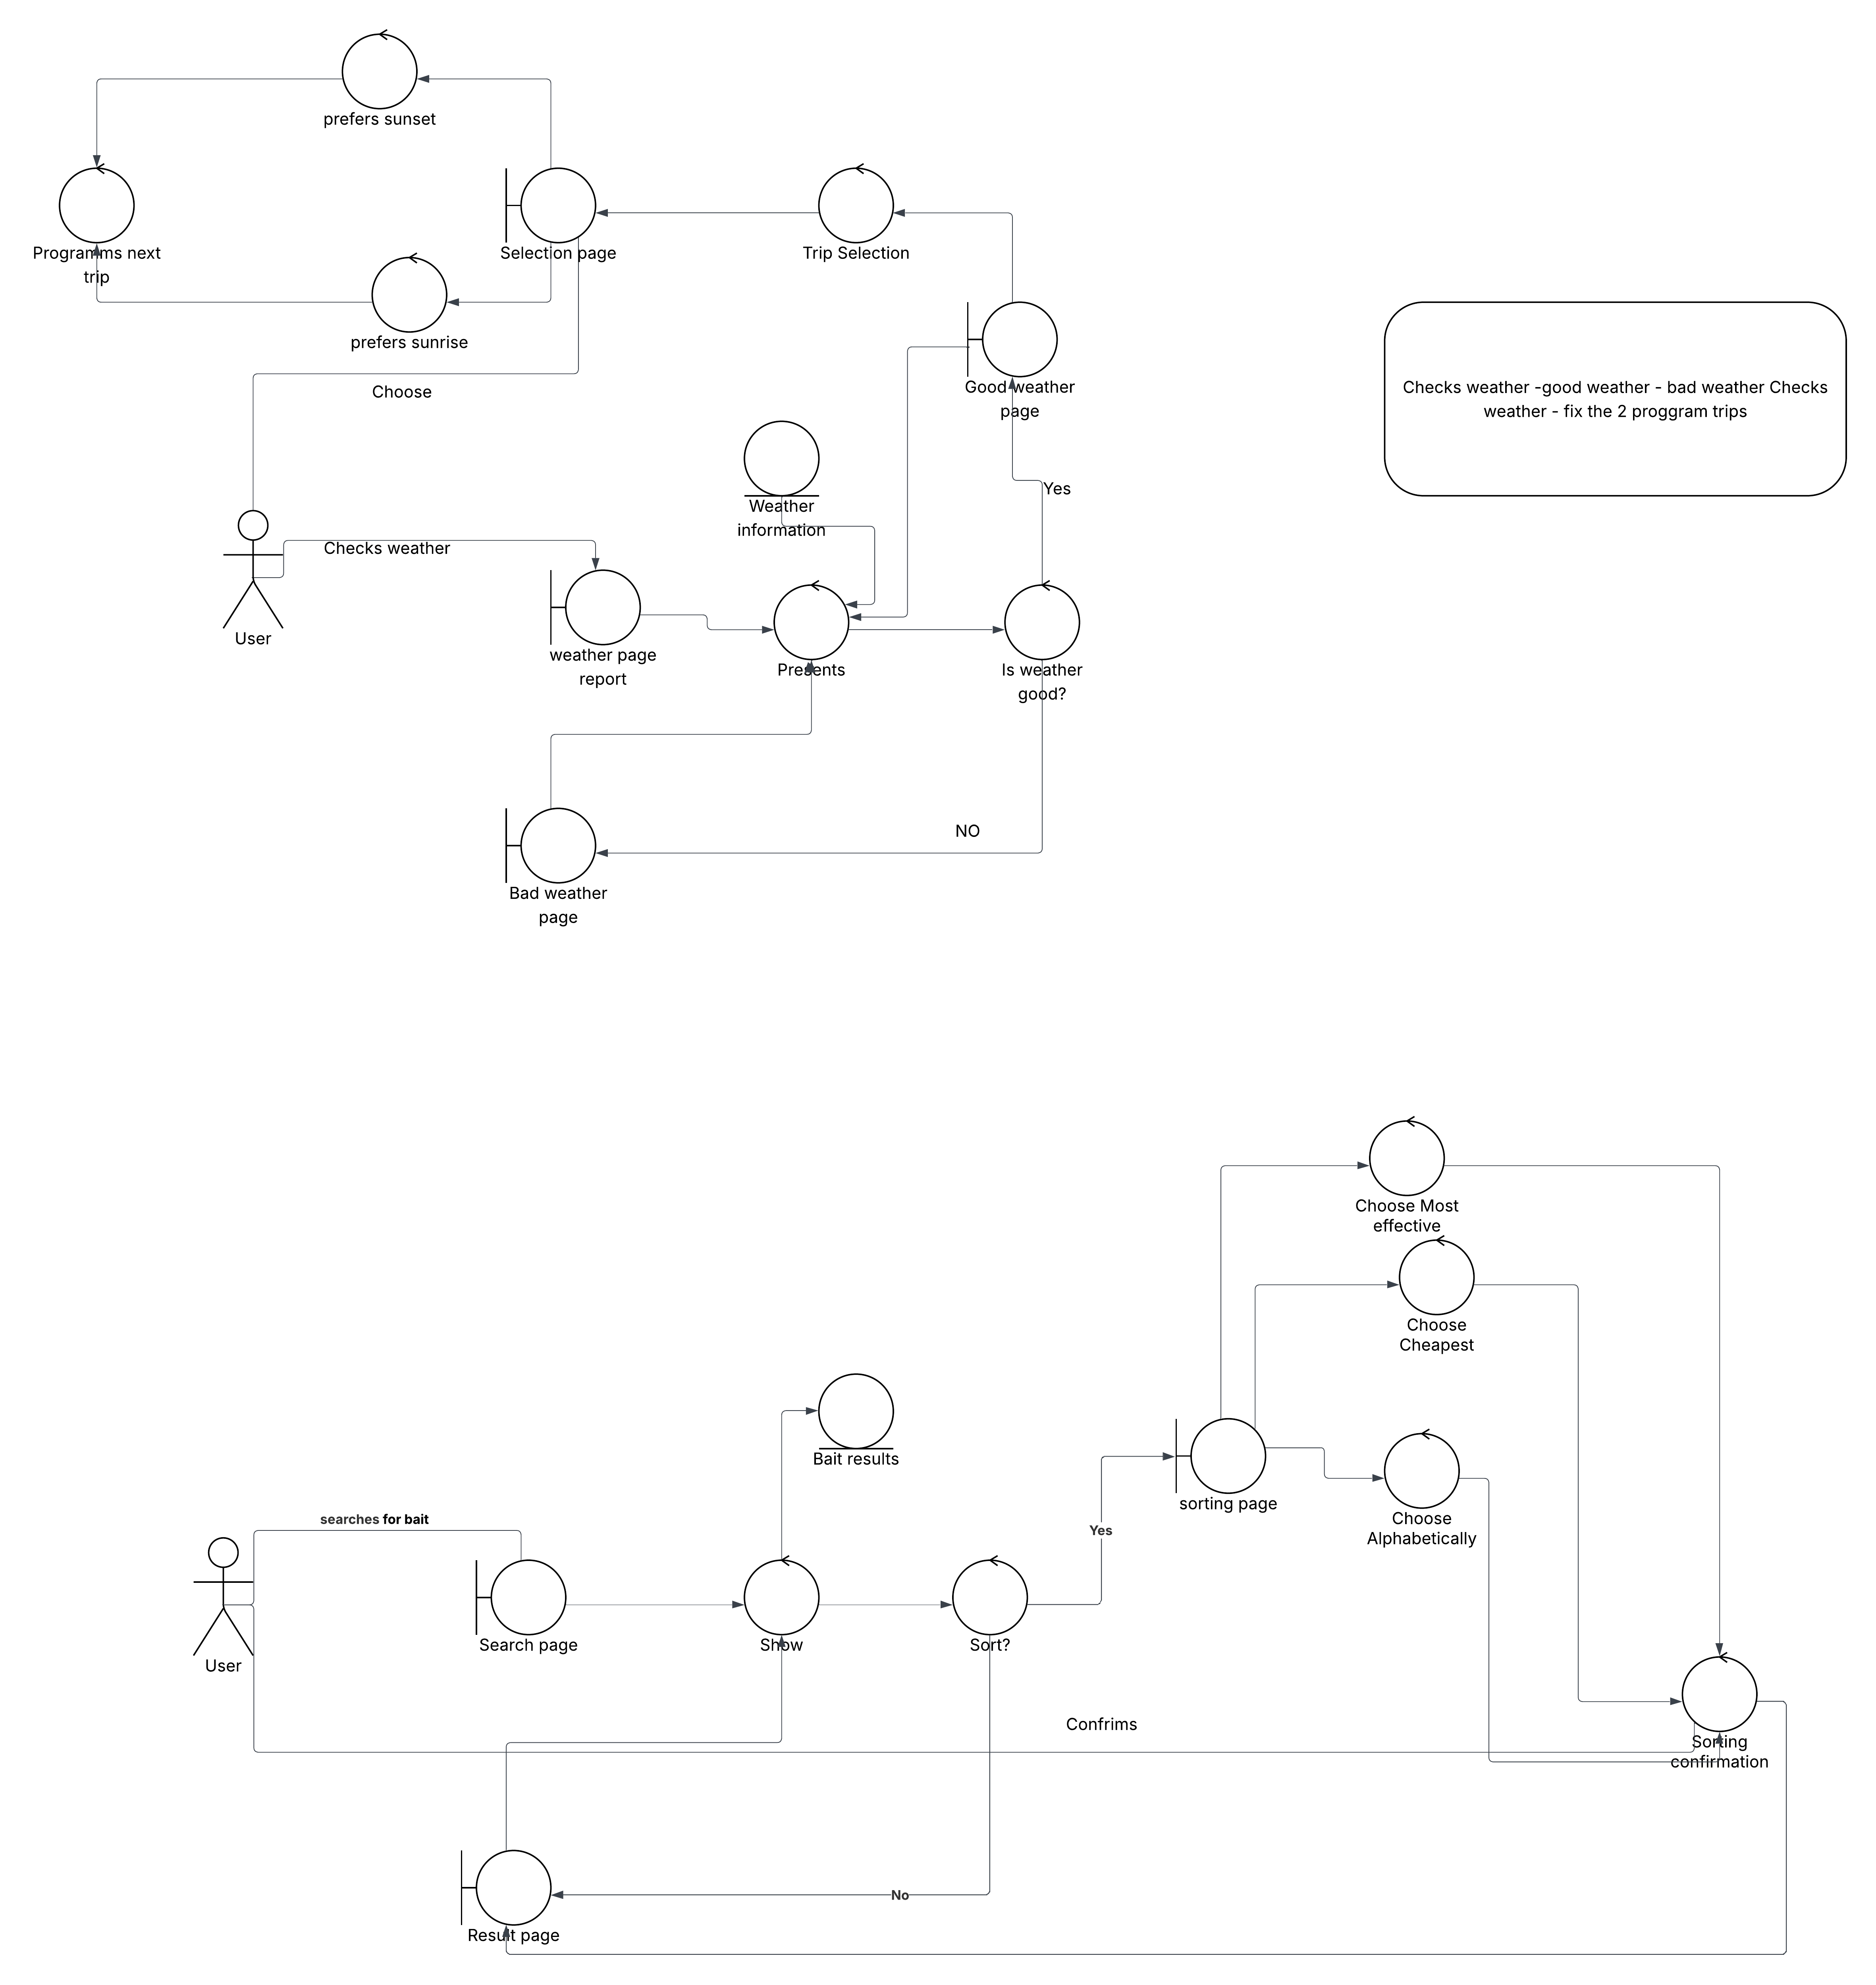 prefers sunset
Programms next
trip
Selection page
Trip Selection
prefers sunrise
Choose
Good weather
page
Checks weather -good weather - bad weather Checks
weather - fix the 2 proggram trips
Weather
information
Yes
Checks weather
User
weather page
report
Presents
Is weather
good?
NO
Bad weather
page
Choose Most
effective
Choose
Cheapest
Bait results
sorting page
Choose
Alphabetically
searches for bait
Yes
User
Search page
Show
Sort?
Confrims
Sorting
confirmation
No
Result page